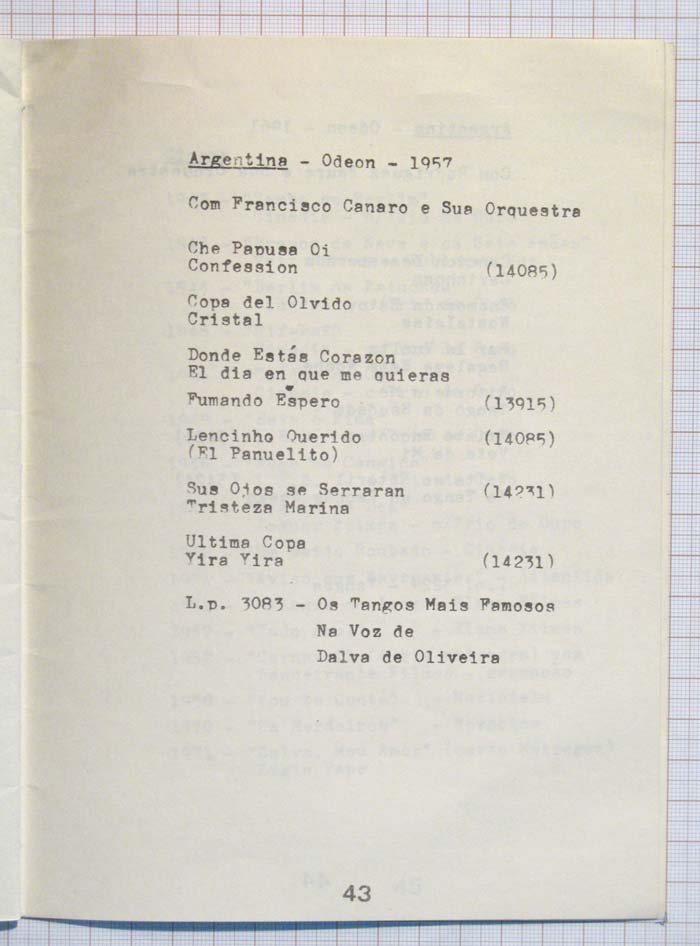 Argentina - Odeon - 1957
Com Francisco Canaro e Sua Orquestra
Che Papusa Oi
Confession (14085)
Copa del Olvido
Cristal
Donde Estás Corazon
El dia en que me quieras
Fumando Espero (13915)
Lencinho Querido (14085)
(El Panuelito)
Sus Ojos se Serraran (14231)
Tristeza Marina
Ultima Copa
Yira Yira (14231)
L.p. 3083 - Os Tangos Mais Famosos
Na Voz de
Dalva de Oliveira
43